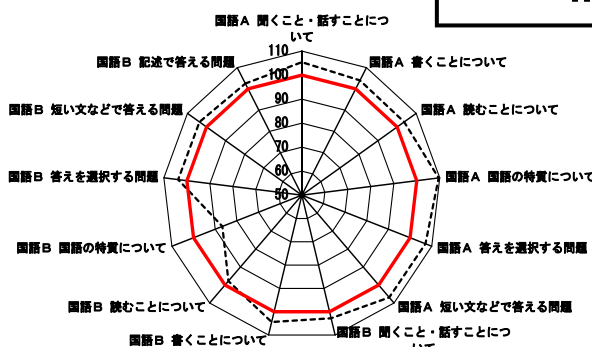 国語A 聞くこと・話すことにつ
いて
国語B 記述で答える問題
国語A 書くことについて
国語B 短い文などで答える問題
国語A 読むことについて
国語B 答えを選択する問題
国語A 国語の特質について
国語B 国語の特質について
国語A 答えを選択する問題
国語B 読むことについて
国語A 短い文などで答える問題
国語B 書くことについて
国語B 聞くこと・話すことにつ
いて
110
100
90
80
70
60
50